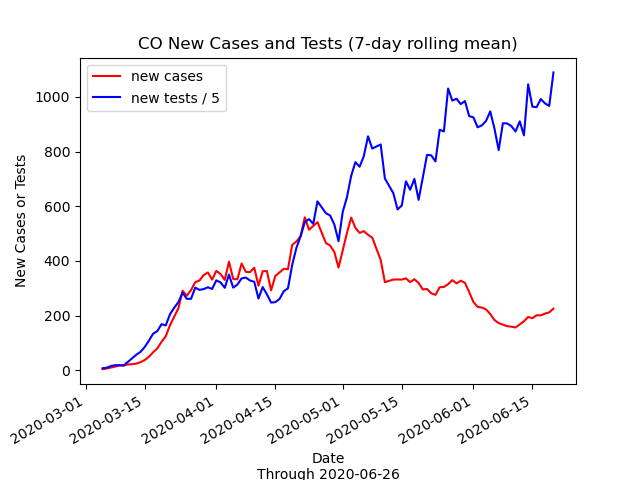 CO New Cases and Tests (7-day rolling mean)
new cases
new tests / 5
New Cases or Tests
1000
800
600
400
200
0
2020-03-01
2020-03-15
2020-04-01
2020-04-15
2020-05-01
2020-05-15
2020-06-01
2020-06-15
Date
Through 2020-06-26